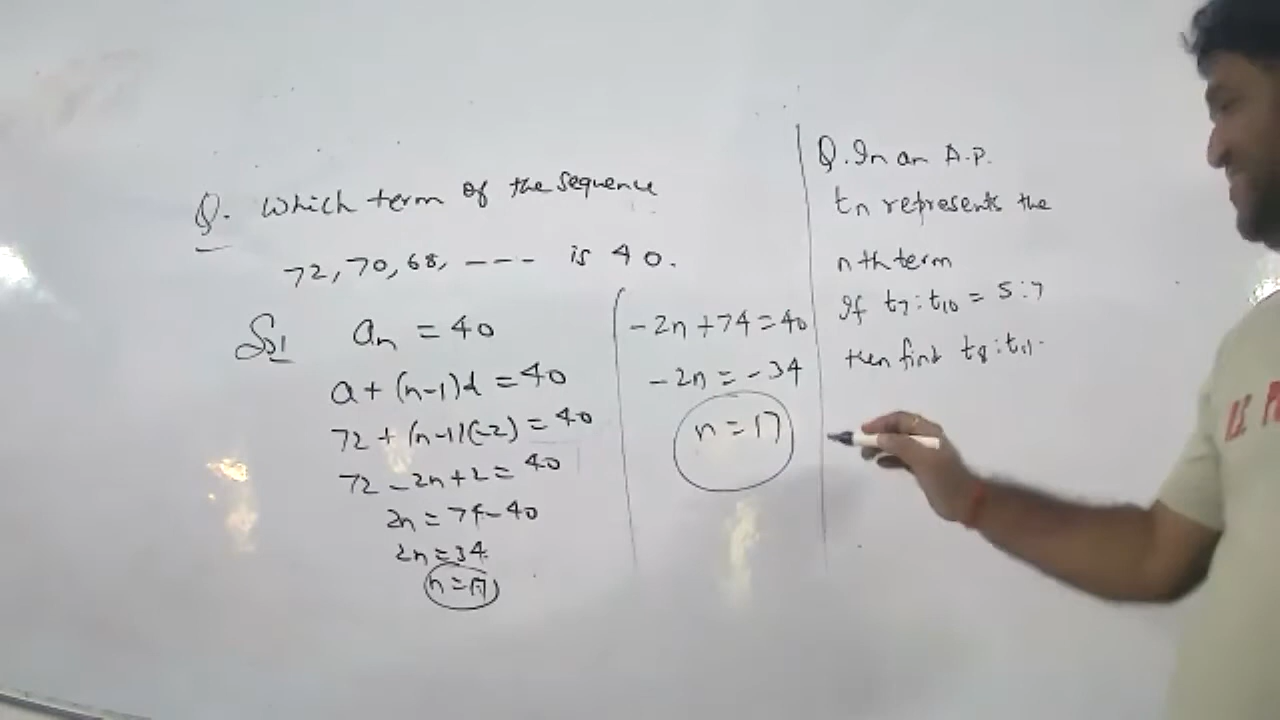 Q. Which term of the sequence
72, 70, 68, --- is 40.
Sol
an = 40
a + (n-1)d = 40
72 + (n-1)(-2) = 40
72 - 2n + 2 = 40
2n = 74 - 40
2n = 34
n = 17
-2n + 74 = 40
-2n = -34
n = 17
Q. In an A.P.
tn represents the
nth term
If t7 : t10 = 5 : 7
then find t8 : t11.